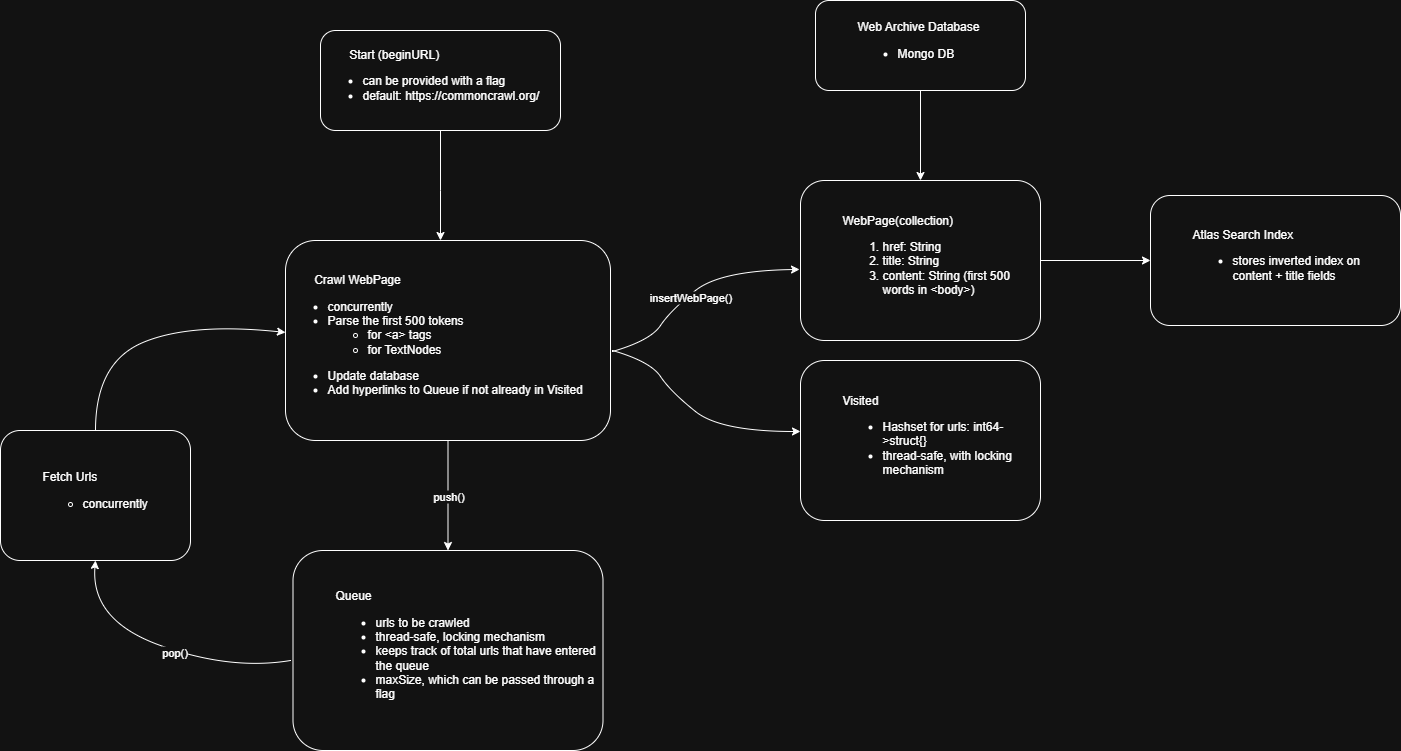 Start (beginURL)
can be provided with a flag
default: https://commoncrawl.org/
Web Archive Database
Mongo DB
Crawl WebPage
concurrently
Parse the first 500 tokens
for <a> tags
for TextNodes
Update database
Add hyperlinks to Queue if not already in Visited
insertWebPage()
WebPage(collection)
1. href: String
2. title: String
3. content: String (first 500
words in <body>)
Atlas Search Index
stores inverted index on
content + title fields
Visited
Hashset for urls: int64-
>struct{}
thread-safe, with locking
mechanism
Fetch Urls
concurrently
push()
pop()
Queue
urls to be crawled
thread-safe, locking mechanism
keeps track of total urls that have entered
the queue
maxSize, which can be passed through a
flag